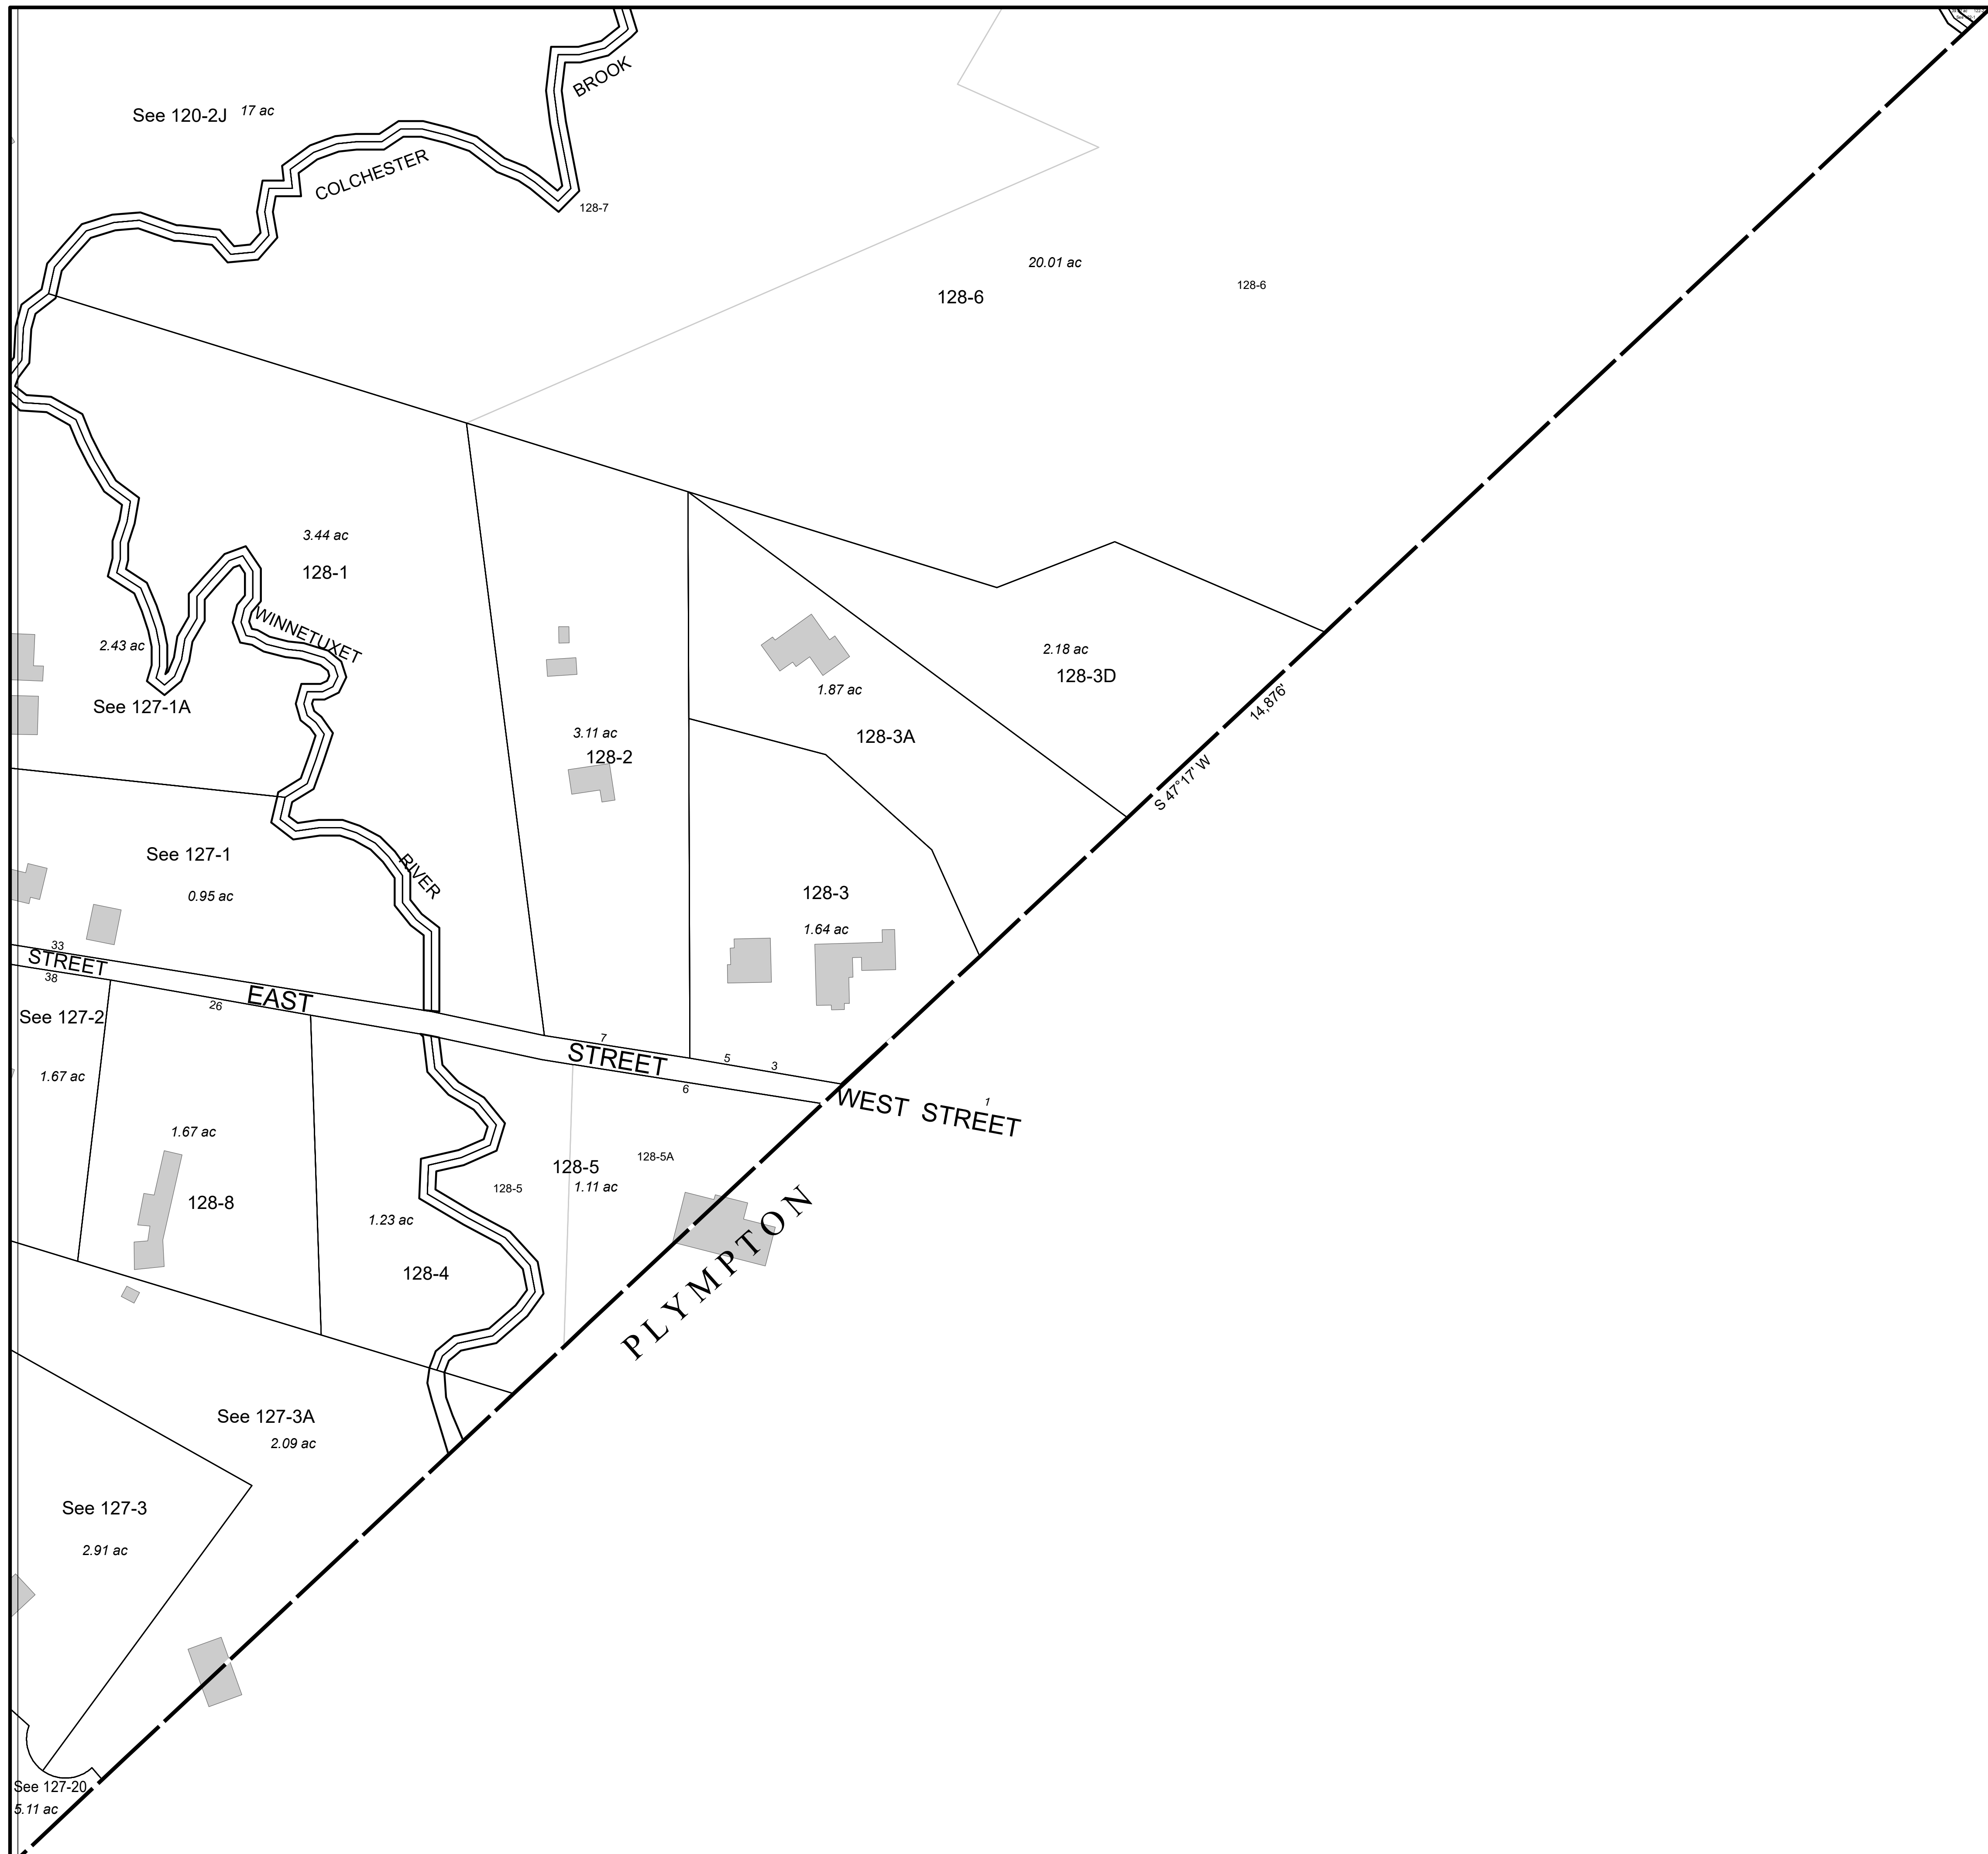 See 120-2J
17 ac
COLCHESTER
BROOK
128-7
20.01 ac
128-6
128-6
3.44 ac
128-1
WINNETUXET
2.43 ac
See 127-1A
3.11 ac
128-2
1.87 ac
128-3A
2.18 ac
128-3D
14,876'
S 47°17' W
See 127-1
0.95 ac
RIVER
128-3
1.64 ac
33
STREET
38
EAST
26
See 127-2
1.67 ac
7
STREET
5
3
6
WEST STREET
1
1.67 ac
128-8
128-5
128-5A
128-5
1.11 ac
1.23 ac
128-4
PLYMPTON
See 127-3A
2.09 ac
See 127-3
2.91 ac
See 127-20
5.11 ac